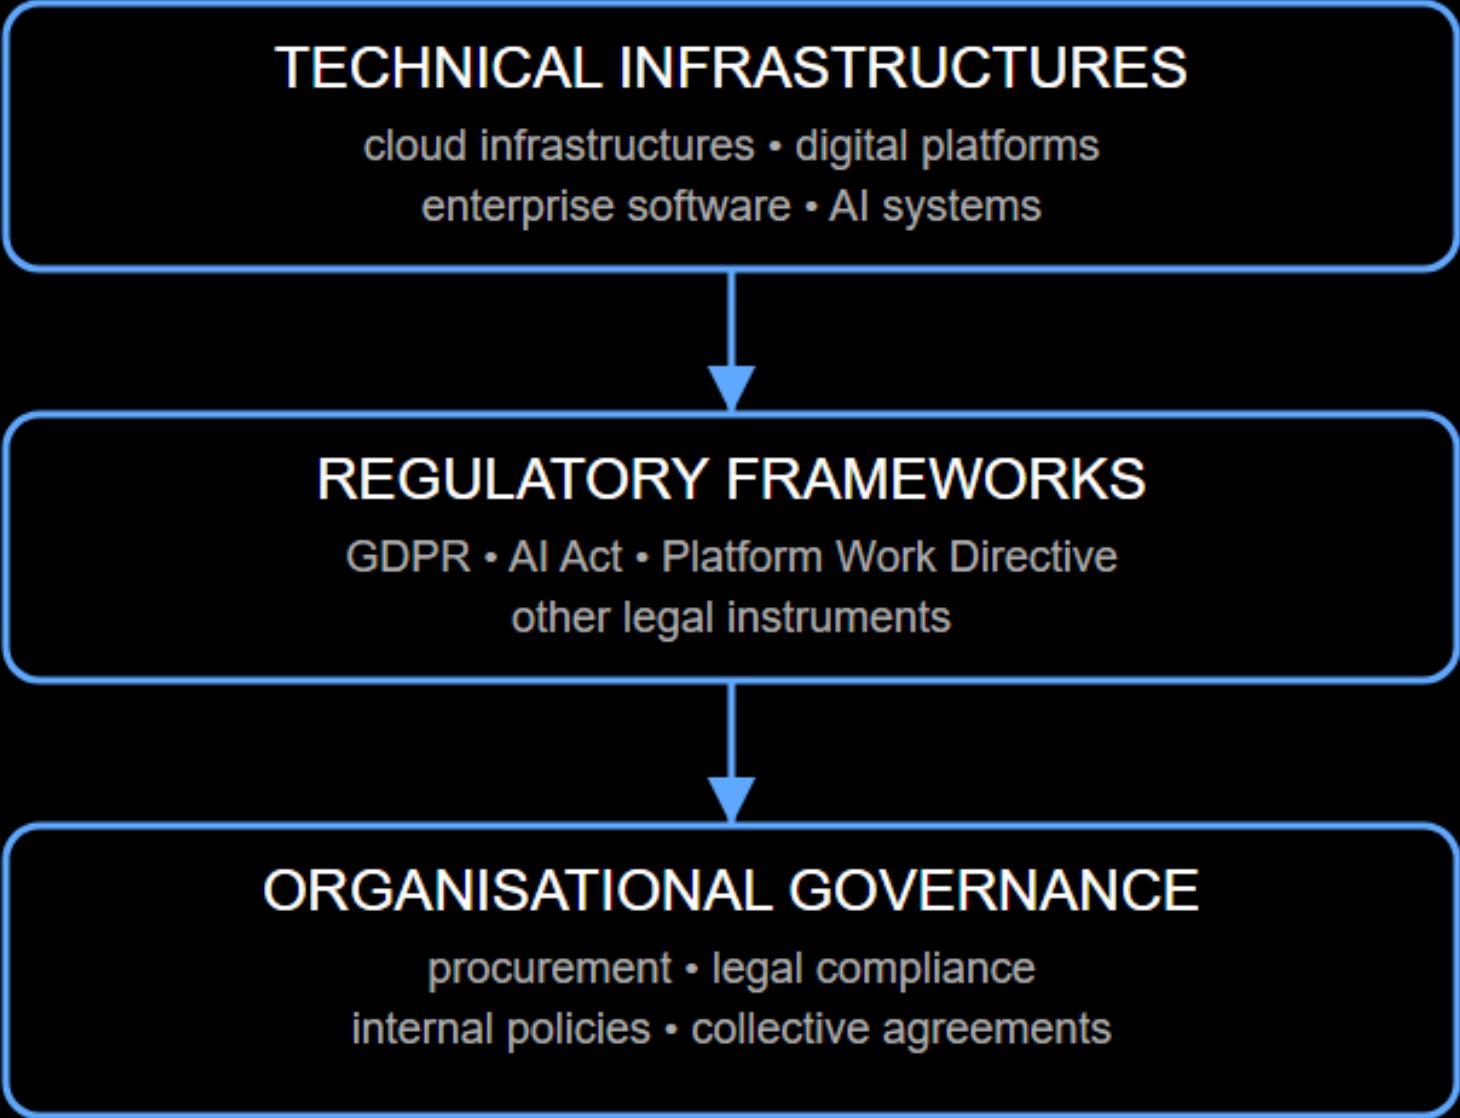 TECHNICAL INFRASTRUCTURES
cloud infrastructures • digital platforms
enterprise software • AI systems
REGULATORY FRAMEWORKS
GDPR • AI Act • Platform Work Directive
other legal instruments
ORGANISATIONAL GOVERNANCE
procurement • legal compliance
internal policies • collective agreements